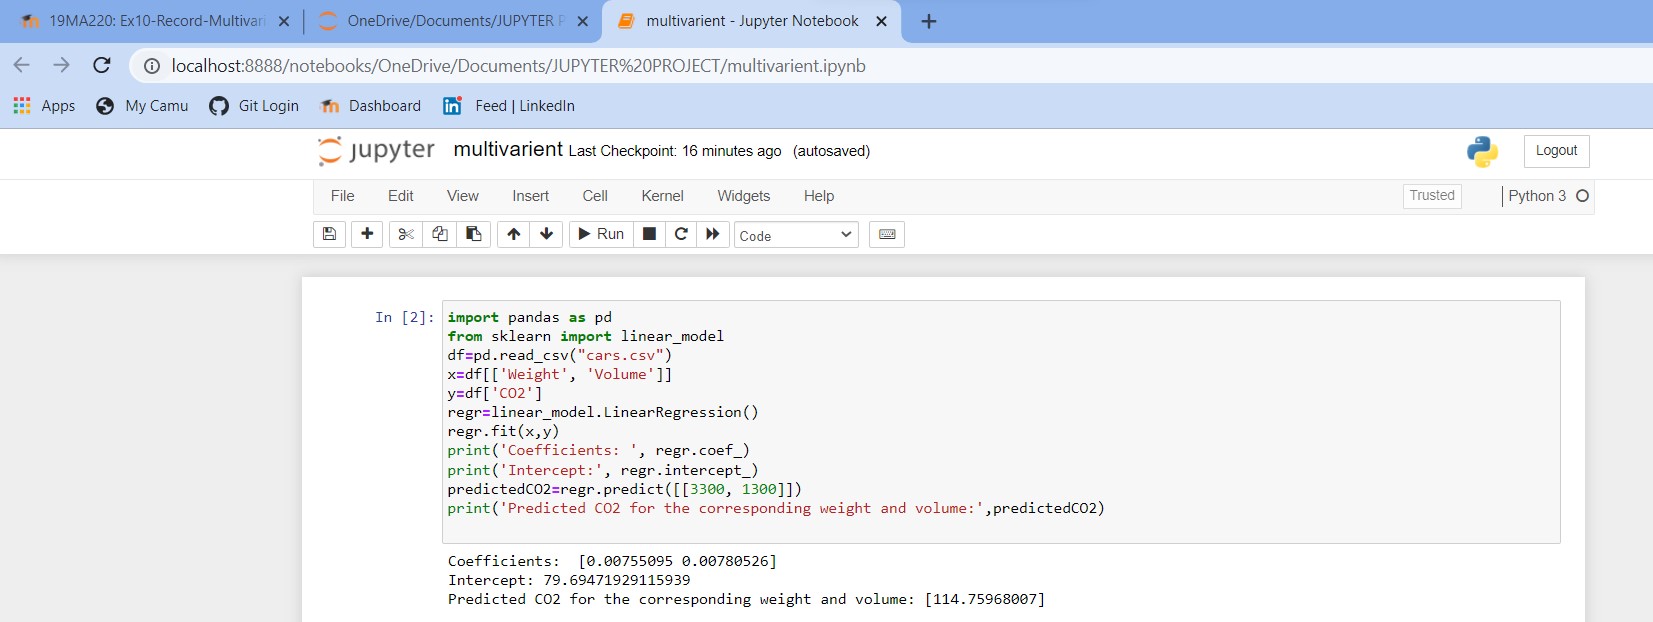 19MA220: Ex10-Record-Multivari
OneDrive/Documents/JUPYTER P
multivarient - Jupyter Notebook
localhost:8888/notebooks/OneDrive/Documents/JUPYTER%20PROJECT/multivarient.ipynb
Apps My Camu Git Login Dashboard Feed | LinkedIn
jupyter multivarient Last Checkpoint: 16 minutes ago (autosaved) Logout
File Edit View Insert Cell Kernel Widgets Help Trusted Python 3
Run Code
In [2]: import pandas as pd
from sklearn import linear_model
df=pd.read_csv("cars.csv")
x=df[['Weight', 'Volume']]
y=df['CO2']
regr=linear_model.LinearRegression()
regr.fit(x,y)
print('Coefficients: ', regr.coef_)
print('Intercept:', regr.intercept_)
predictedCO2=regr.predict([[3300, 1300]])
print('Predicted CO2 for the corresponding weight and volume:',predictedCO2)
Coefficients:  [0.00755095 0.00780526]
Intercept: 79.69471929115939
Predicted CO2 for the corresponding weight and volume: [114.75968007]